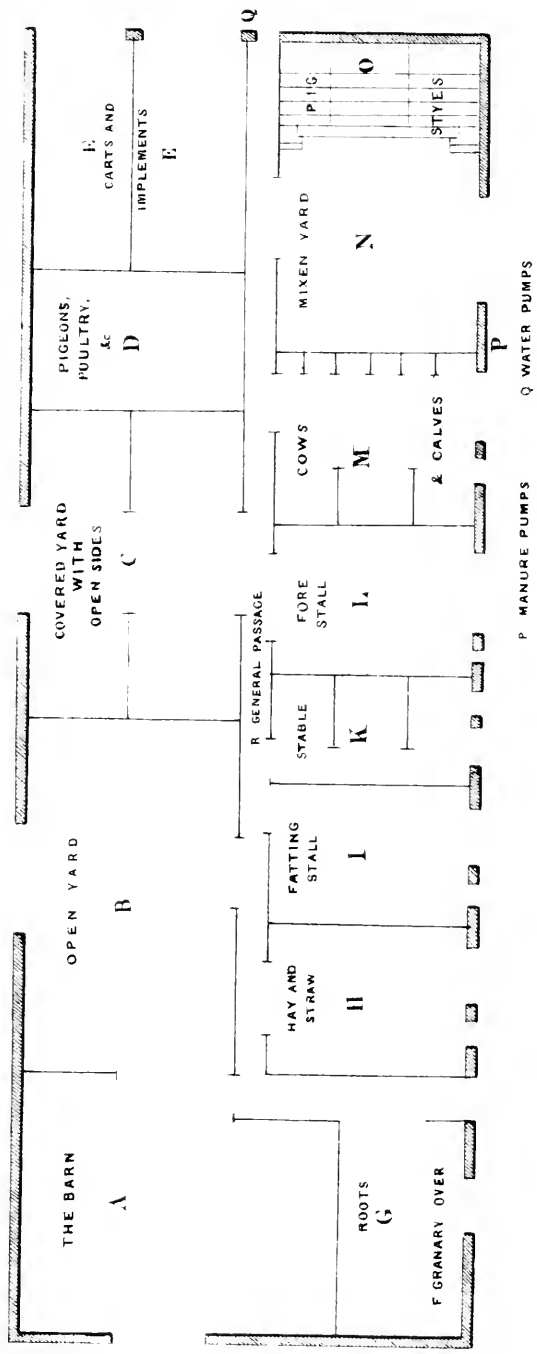 THE BARN
A
OPEN YARD
B
COVERED YARD
WITH
OPEN SIDES
C
PIGEONS,
POULTRY,
&c
D
E
CARTS AND
IMPLEMENTS
E
Q
ROOTS
G
F GRANARY OVER
HAY AND
STRAW
H
FATTING
STALL
I
R GENERAL PASSAGE
STABLE
K
FORE
STALL
L
COWS
M
& CALVES
MIXEN YARD
N
PIG
O
STYES
P
P MANURE PUMPS
Q WATER PUMPS